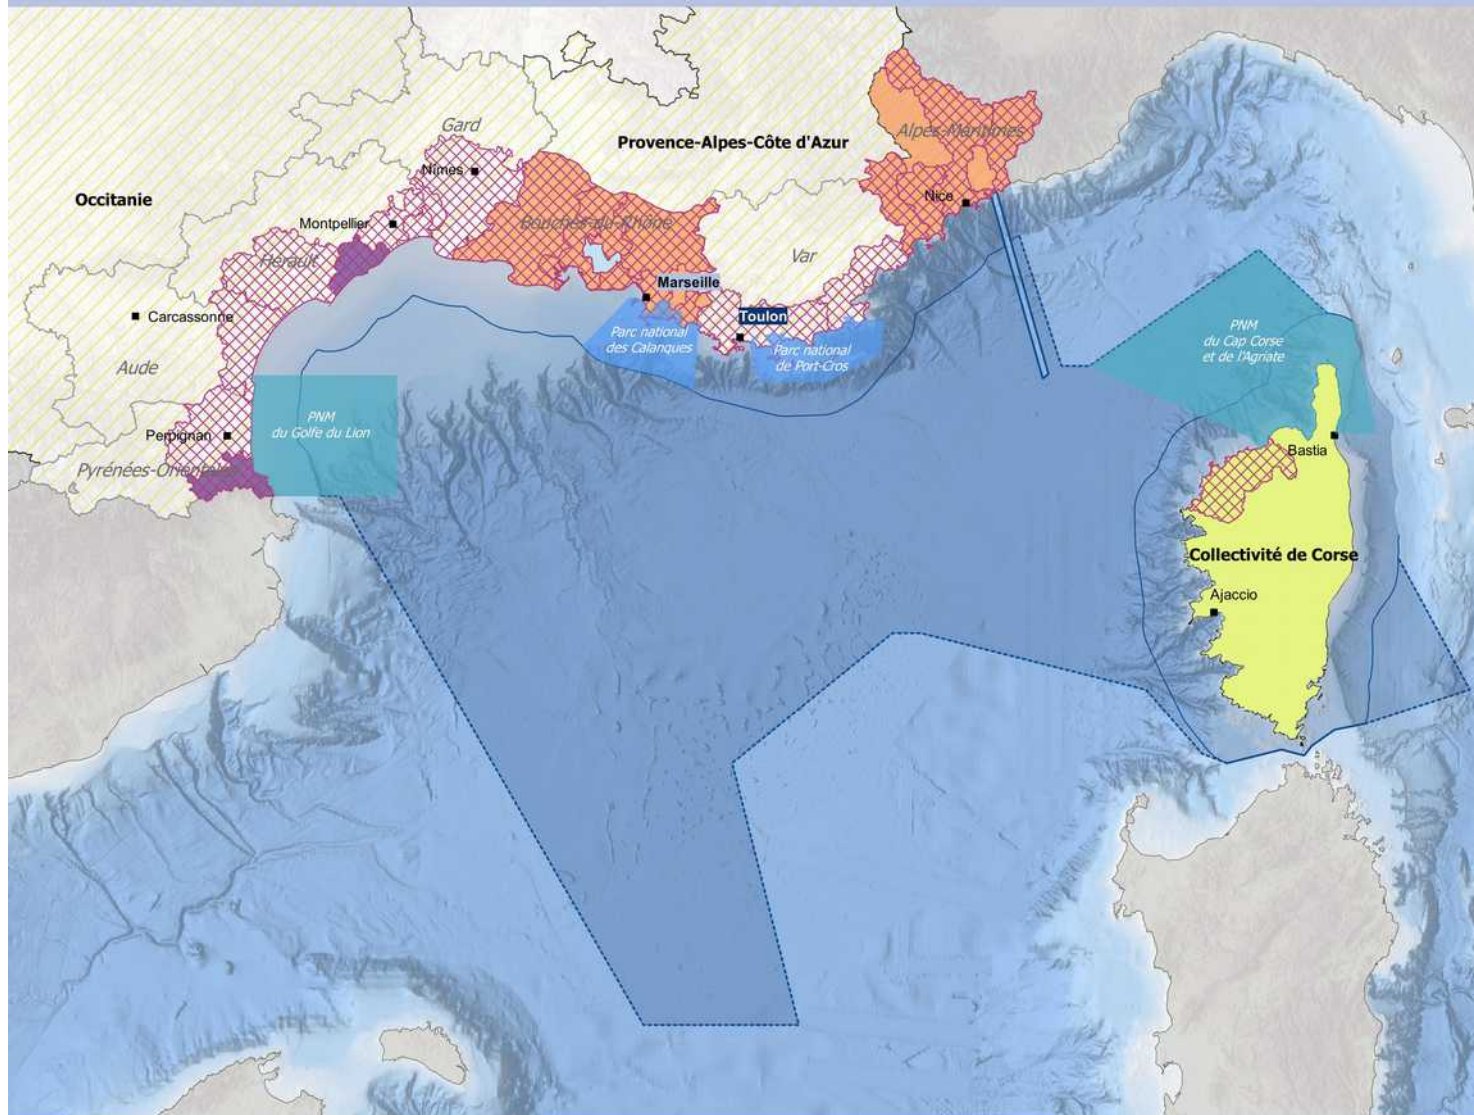 Gard
Provence-Alpes-Côte d'Azur
Alpes-Maritimes
Nîmes
Occitanie
Nice
Montpellier
Bouches-du-Rhône
Hérault
Var
Marseille
Carcassonne
Toulon
Parc national
des Calanques
Parc national
de Port-Cros
PNM
du Cap Corse
et de l'Agriate
Aude
PNM
du Golfe du Lion
Perpignan
Bastia
Pyrénées-Orientales
Collectivité de Corse
Ajaccio